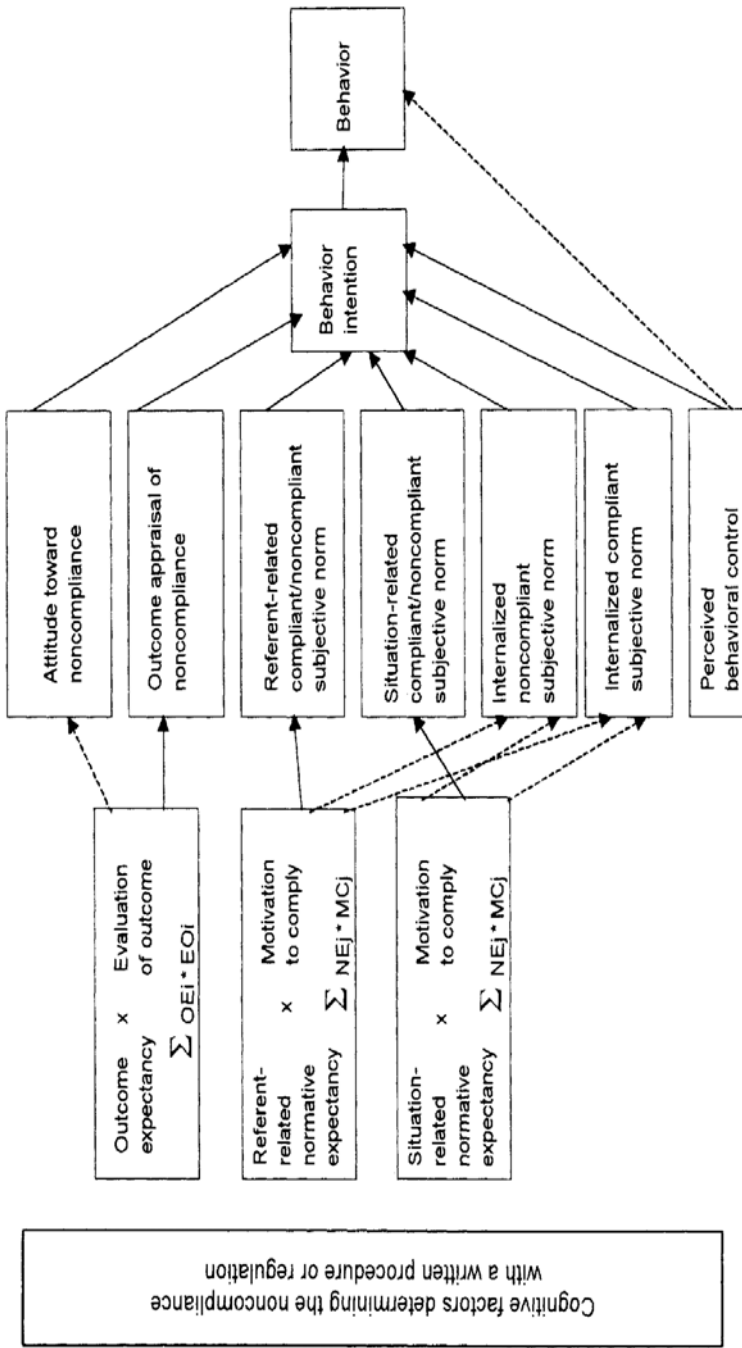 Cognitive factors determining the noncompliance
with a written procedure or regulation
Outcome x Evaluation
expectancy of outcome
∑ OEi * EOi
Referent-
related x Motivation
normative to comply
expectancy ∑ NEj * MCj
Situation-
related x Motivation
normative to comply
expectancy ∑ NEj * MCj
Attitude toward
noncompliance
Outcome appraisal of
noncompliance
Referent-related
compliant/noncompliant
subjective norm
Situation-related
compliant/noncompliant
subjective norm
Internalized
noncompliant
subjective norm
Internalized compliant
subjective norm
Perceived
behavioral control
Behavior
intention
Behavior